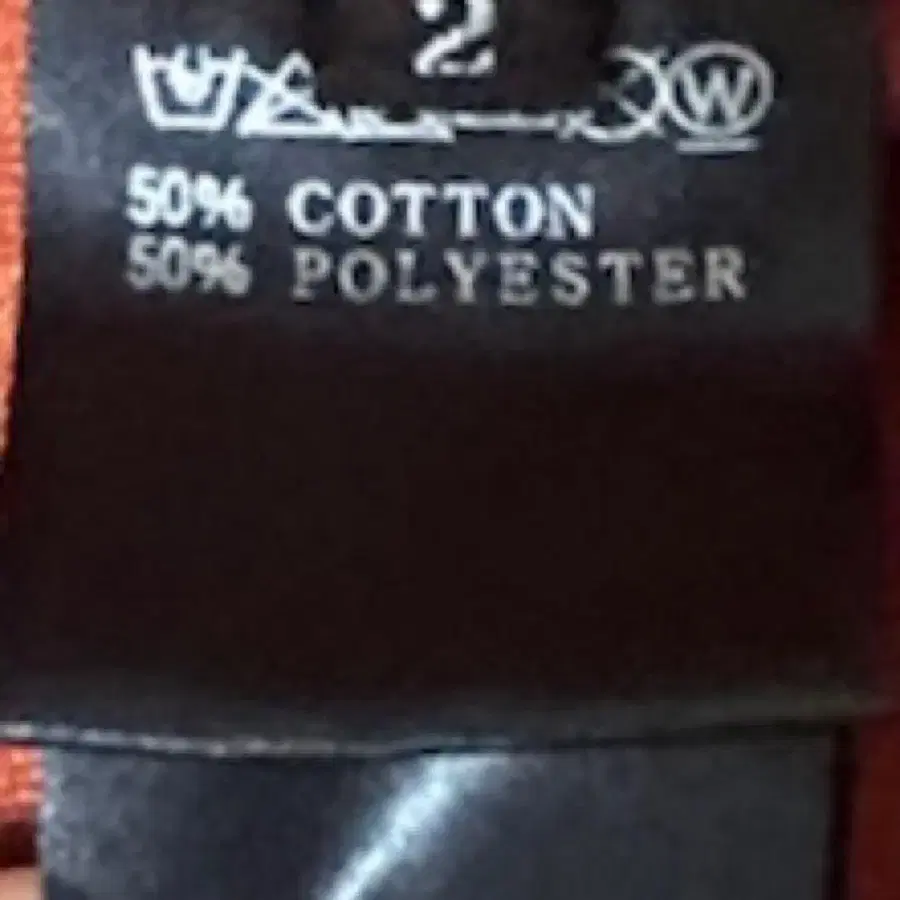 2
W
50% COTTON
50% POLYESTER